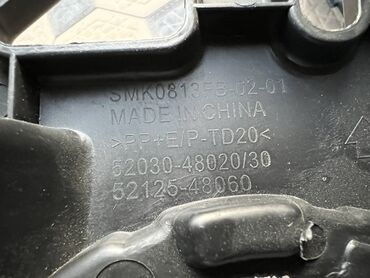 SMK0813FB-02-01
MADE IN CHINA
>PP+E/P-TD20<
52030-48020/30
52125-48060